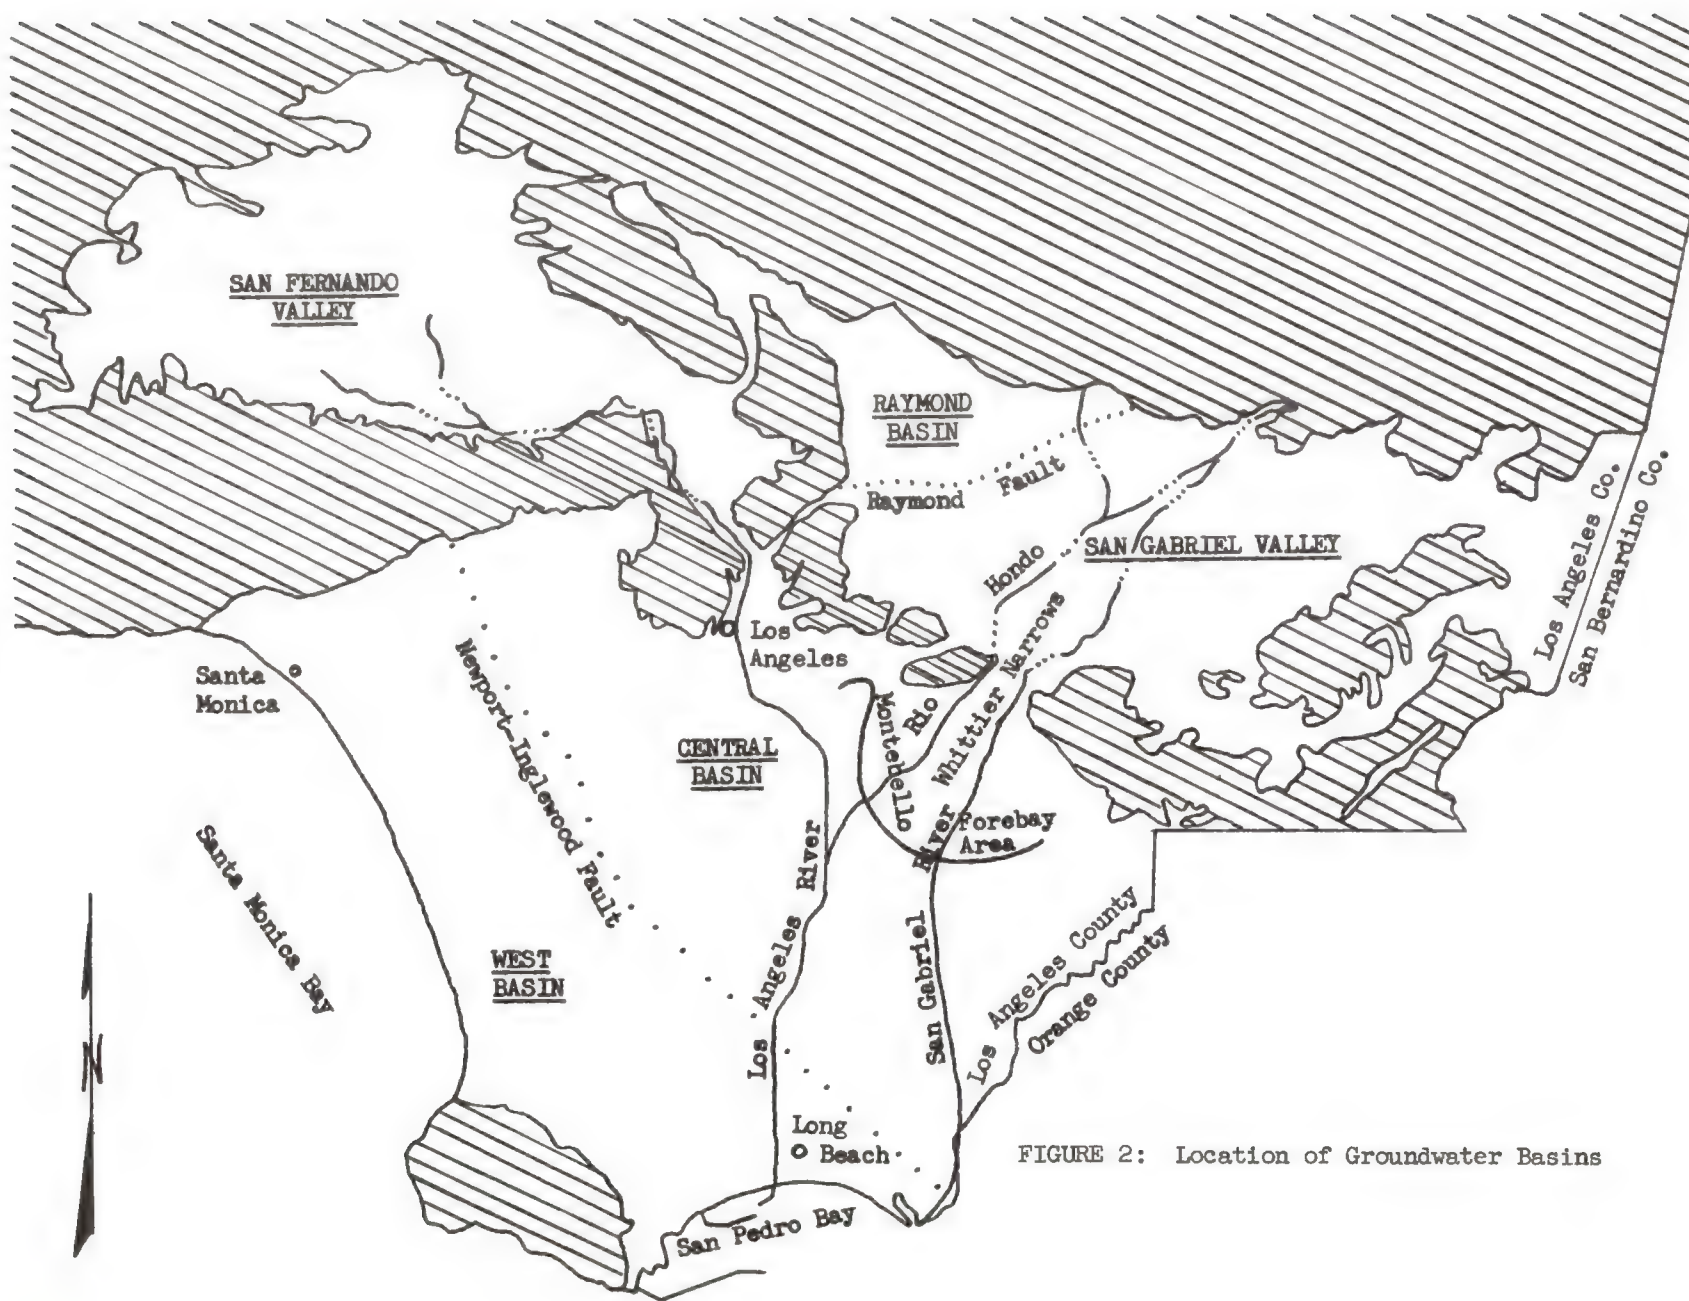 SAN FERNANDO
VALLEY
RAYMOND
BASIN
Raymond Fault
SAN GABRIEL VALLEY
Los Angeles Co.
San Bernardino Co.
Rio Hondo
Whittier Narrows
Los
Angeles
Santa
Monica
Newport-Inglewood Fault
CENTRAL
BASIN
Montebello
Forebay
Area
Santa Monica Bay
WEST
BASIN
Los Angeles River
San Gabriel River
Los Angeles County
Orange County
N
Long
Beach
San Pedro Bay
FIGURE 2: Location of Groundwater Basins